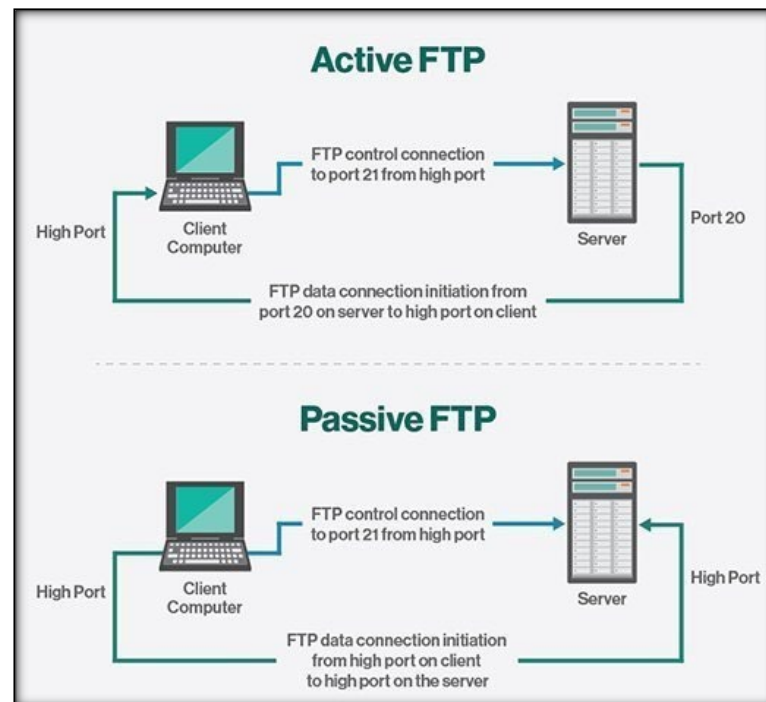 Active FTP
FTP control connection
to port 21 from high port
High Port
Client
Computer
Server
Port 20
FTP data connection initiation from
port 20 on server to high port on client
Passive FTP
FTP control connection
to port 21 from high port
High Port
Client
Computer
Server
High Port
FTP data connection initiation
from high port on client
to high port on the server